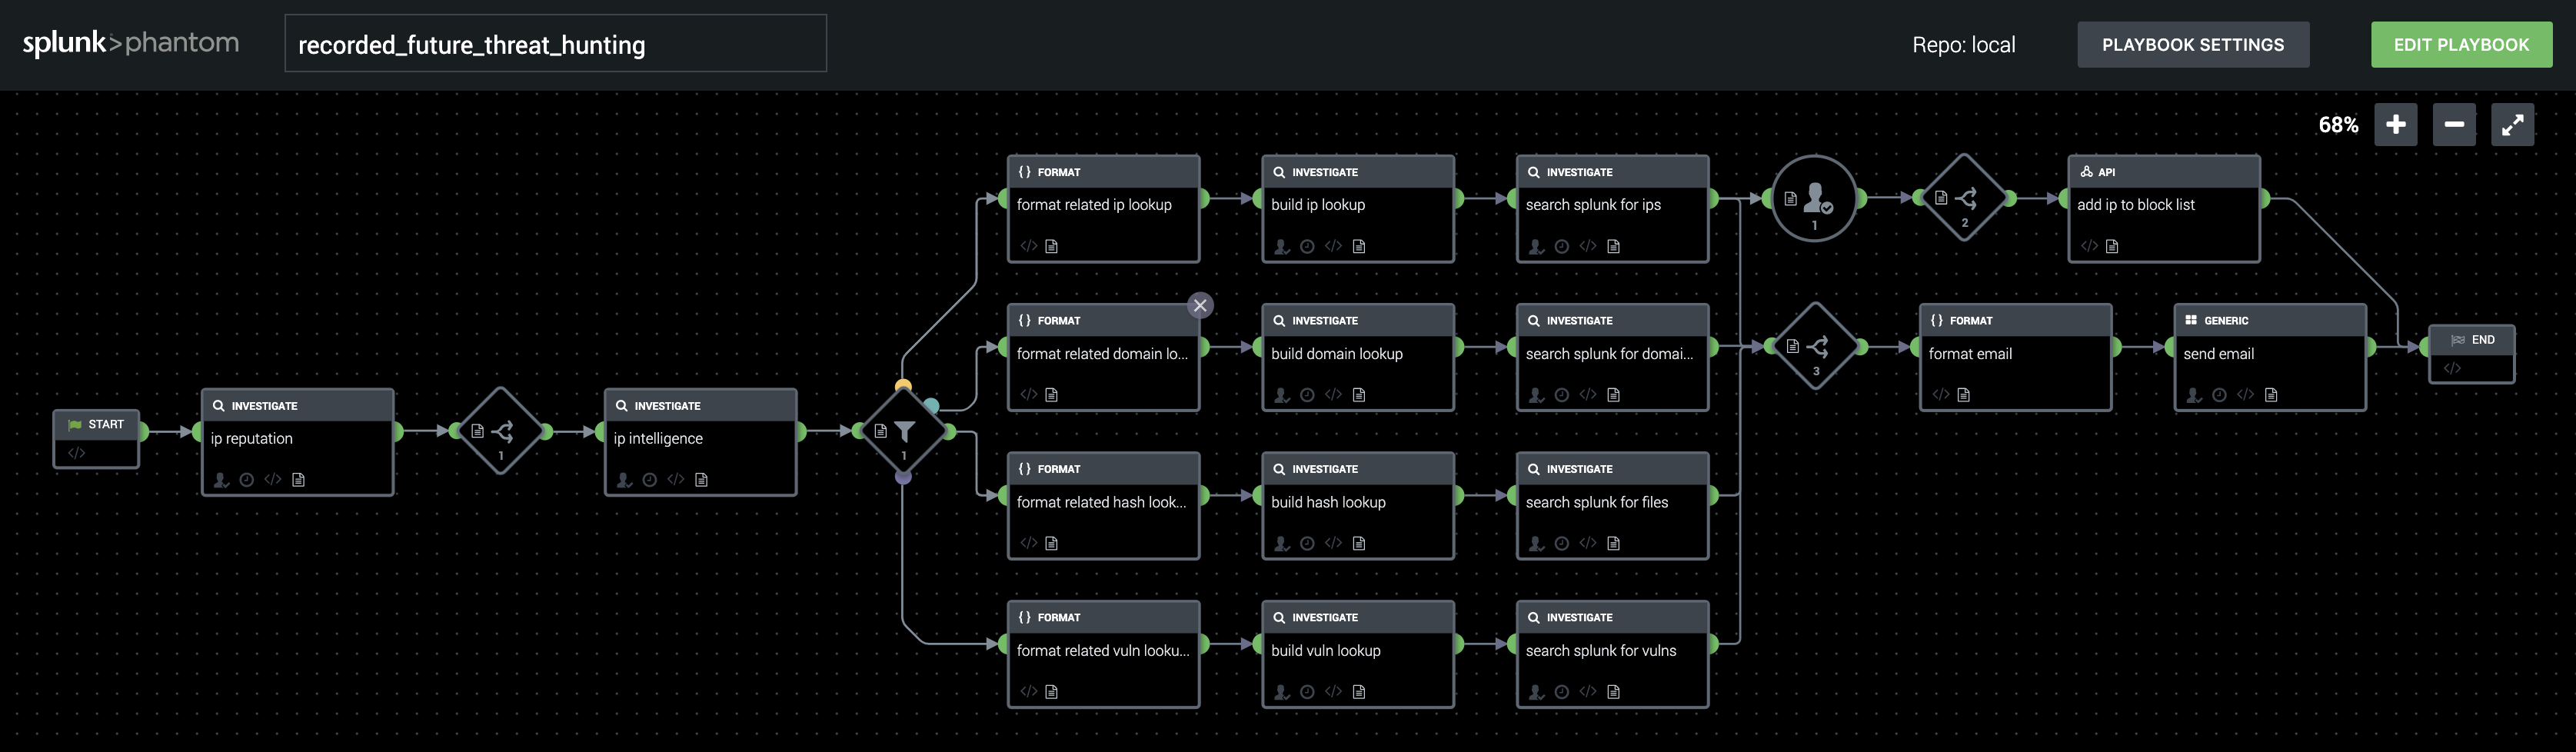 splunk>phantom
recorded_future_threat_hunting
Repo: local
PLAYBOOK SETTINGS
EDIT PLAYBOOK
68%
START
INVESTIGATE
ip reputation
1
INVESTIGATE
ip intelligence
1
{ } FORMAT
format related ip lookup
INVESTIGATE
build ip lookup
INVESTIGATE
search splunk for ips
1
2
API
add ip to block list
{ } FORMAT
format related domain lo...
INVESTIGATE
build domain lookup
INVESTIGATE
search splunk for domai...
3
{ } FORMAT
format email
GENERIC
send email
END
{ } FORMAT
format related hash look...
INVESTIGATE
build hash lookup
INVESTIGATE
search splunk for files
{ } FORMAT
format related vuln looku...
INVESTIGATE
build vuln lookup
INVESTIGATE
search splunk for vulns